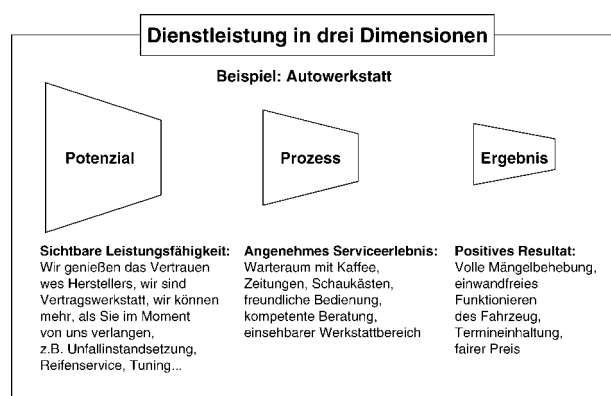 Dienstleistung in drei Dimensionen
Beispiel: Autowerkstatt
Potenzial
Prozess
Ergebnis
Sichtbare Leistungsfähigkeit:
Wir genießen das Vertrauen
wes Herstellers, wir sind
Vertragswerkstatt, wir können
mehr, als Sie im Moment
von uns verlangen,
z.B. Unfallinstandsetzung,
Reifenservice, Tuning...
Angenehmes Serviceerlebnis:
Warteraum mit Kaffee,
Zeitungen, Schaukästen,
freundliche Bedienung,
kompetente Beratung,
einsehbarer Werkstattbereich
Positives Resultat:
Volle Mängelbehebung,
einwandfreies
Funktionieren
des Fahrzeug,
Termineinhaltung,
fairer Preis